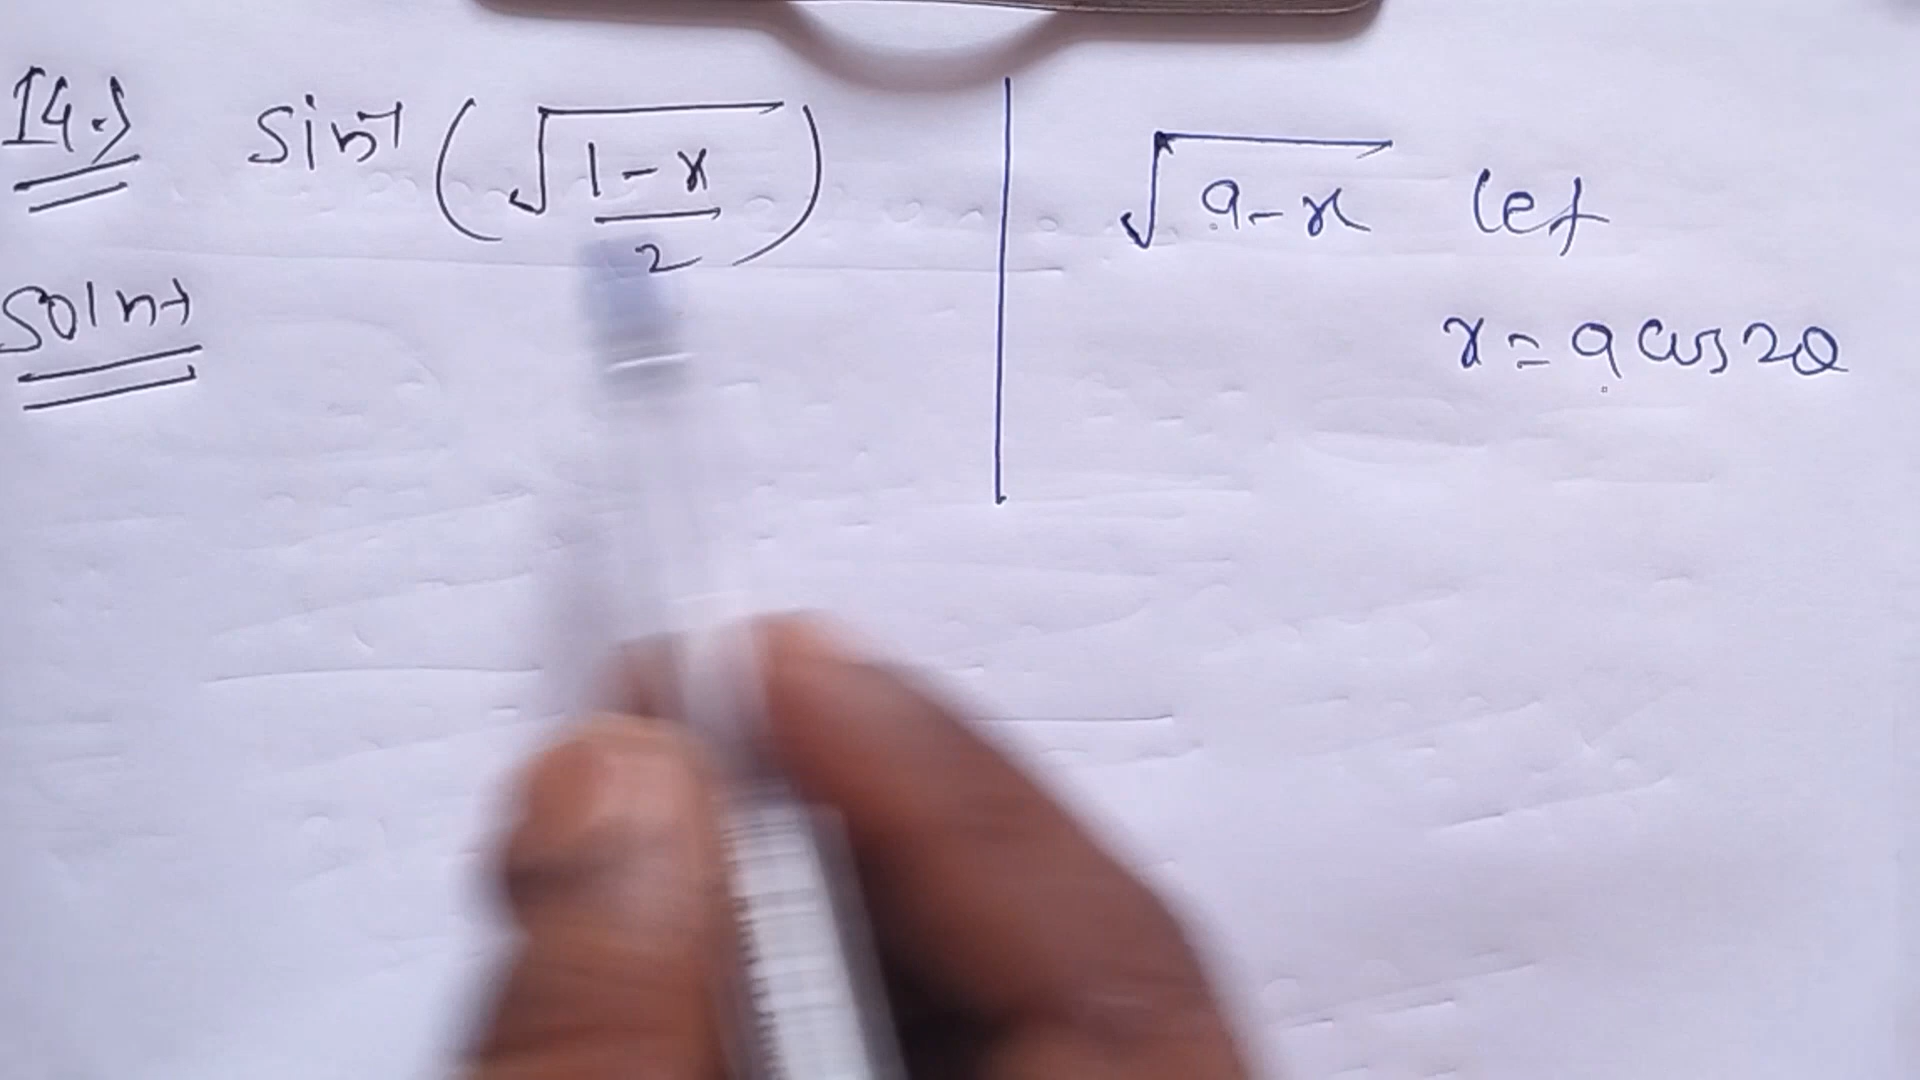 14.) sin⁻¹ (√(1-x)/2)
Soln→
√a-x let
x = a cos2θ